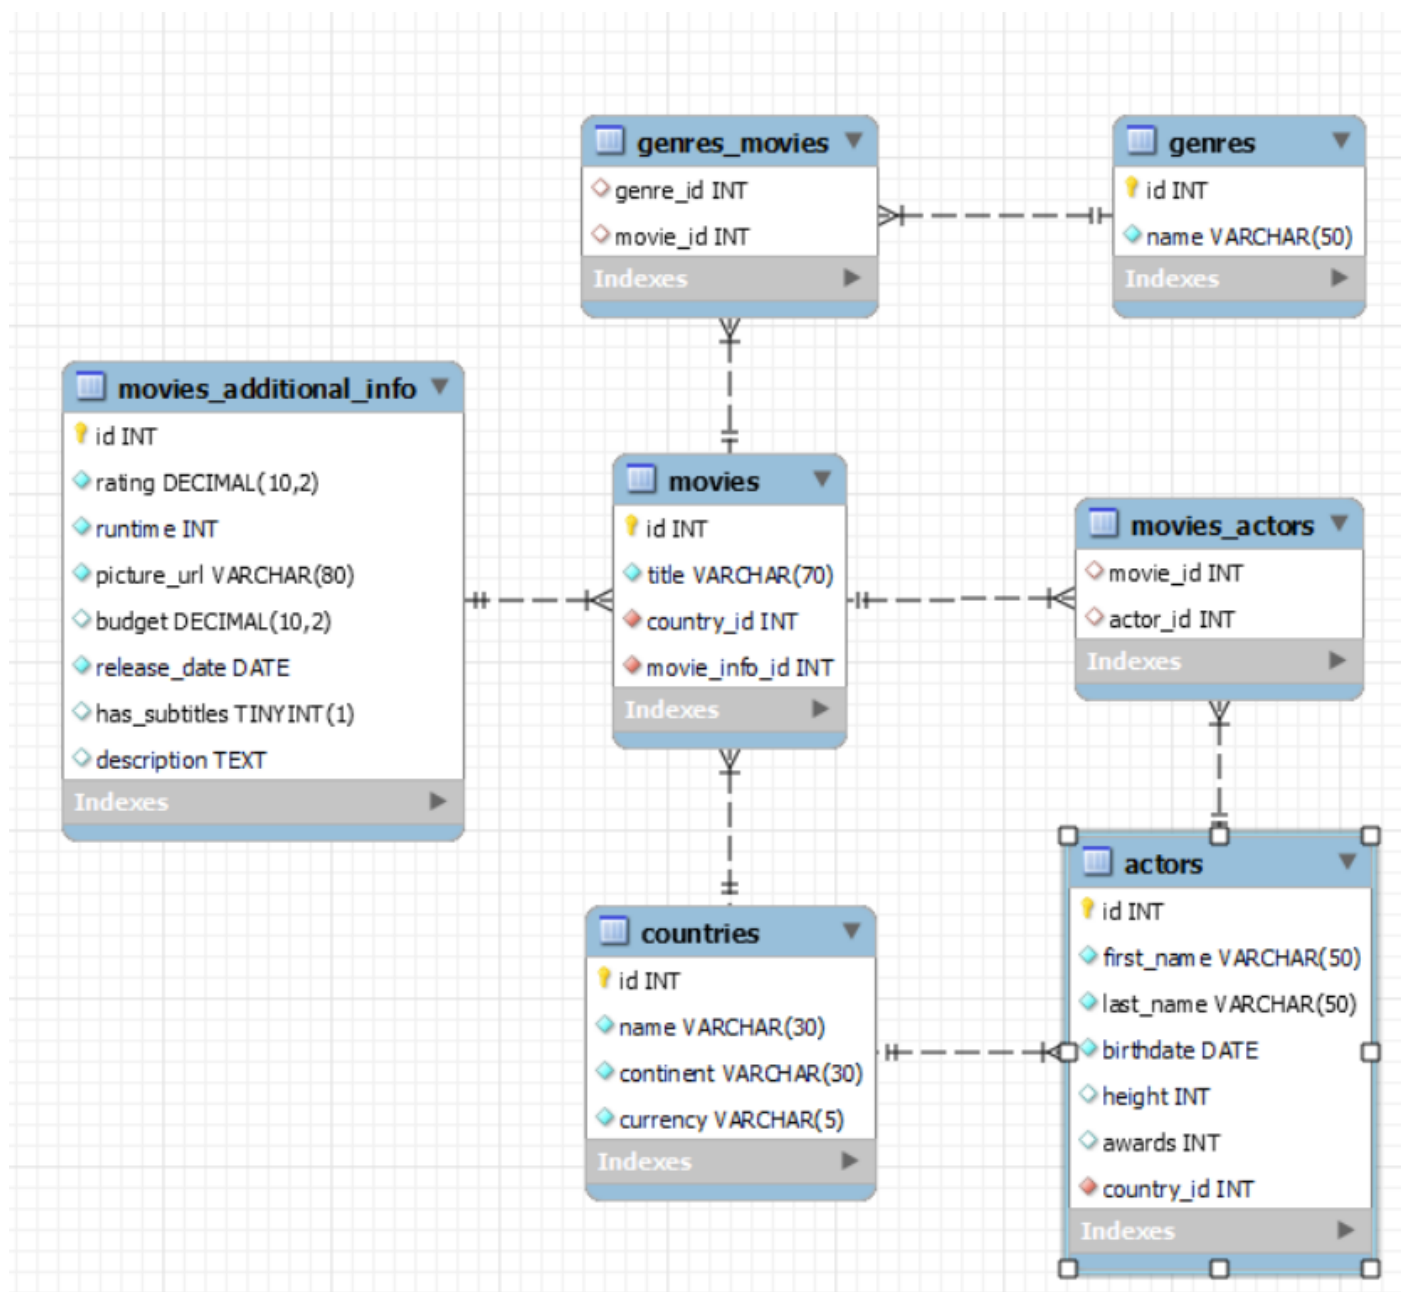 genres_movies
genre_id INT
movie_id INT
Indexes
genres
id INT
name VARCHAR(50)
Indexes
movies_additional_info
id INT
rating DECIMAL(10,2)
runtime INT
picture_url VARCHAR(80)
budget DECIMAL(10,2)
release_date DATE
has_subtitles TINYINT(1)
description TEXT
Indexes
movies
id INT
title VARCHAR(70)
country_id INT
movie_info_id INT
Indexes
movies_actors
movie_id INT
actor_id INT
Indexes
countries
id INT
name VARCHAR(30)
continent VARCHAR(30)
currency VARCHAR(5)
Indexes
actors
id INT
first_name VARCHAR(50)
last_name VARCHAR(50)
birthdate DATE
height INT
awards INT
country_id INT
Indexes